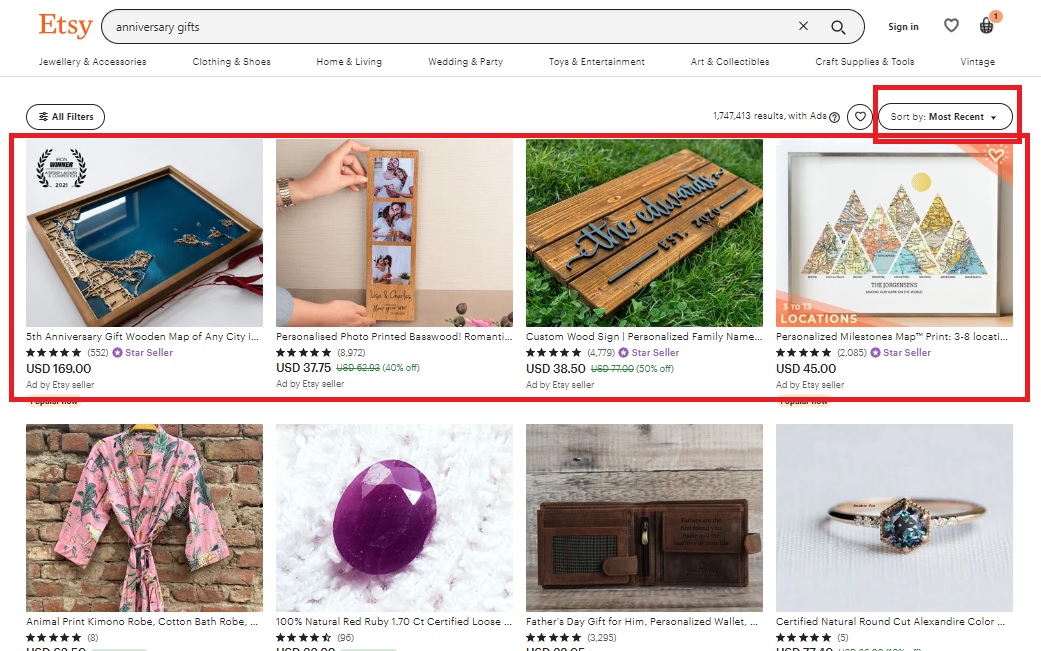 Etsy
anniversary gifts
Sign in
1
Jewellery & Accessories
Clothing & Shoes
Home & Living
Wedding & Party
Toys & Entertainment
Art & Collectibles
Craft Supplies & Tools
Vintage
All Filters
1,747,413 results, with Ads
Sort by: Most Recent
WINNER
2021
Lisa & Charles
the edwards
EST. 2020
THE JORGENSENS
3 TO 13
LOCATIONS
5th Anniversary Gift Wooden Map of Any City i...
(552) Star Seller
USD 169.00
Ad by Etsy seller
Popular now
Personalised Photo Printed Basswood! Romanti...
(8,972)
USD 37.75 USD 62.93 (40% off)
Ad by Etsy seller
Custom Wood Sign | Personalized Family Name...
(4,779) Star Seller
USD 38.50 USD 77.00 (50% off)
Ad by Etsy seller
Personalized Milestones Map™ Print: 3-8 locati...
(2,085) Star Seller
USD 45.00
Ad by Etsy seller
Popular now
Fathers are the
Animal Print Kimono Robe, Cotton Bath Robe, ...
(8)
100% Natural Red Ruby 1.70 Ct Certified Loose ...
(96)
Father's Day Gift for Him, Personalized Wallet, ...
(3,295)
Certified Natural Round Cut Alexandire Color ...
(5)